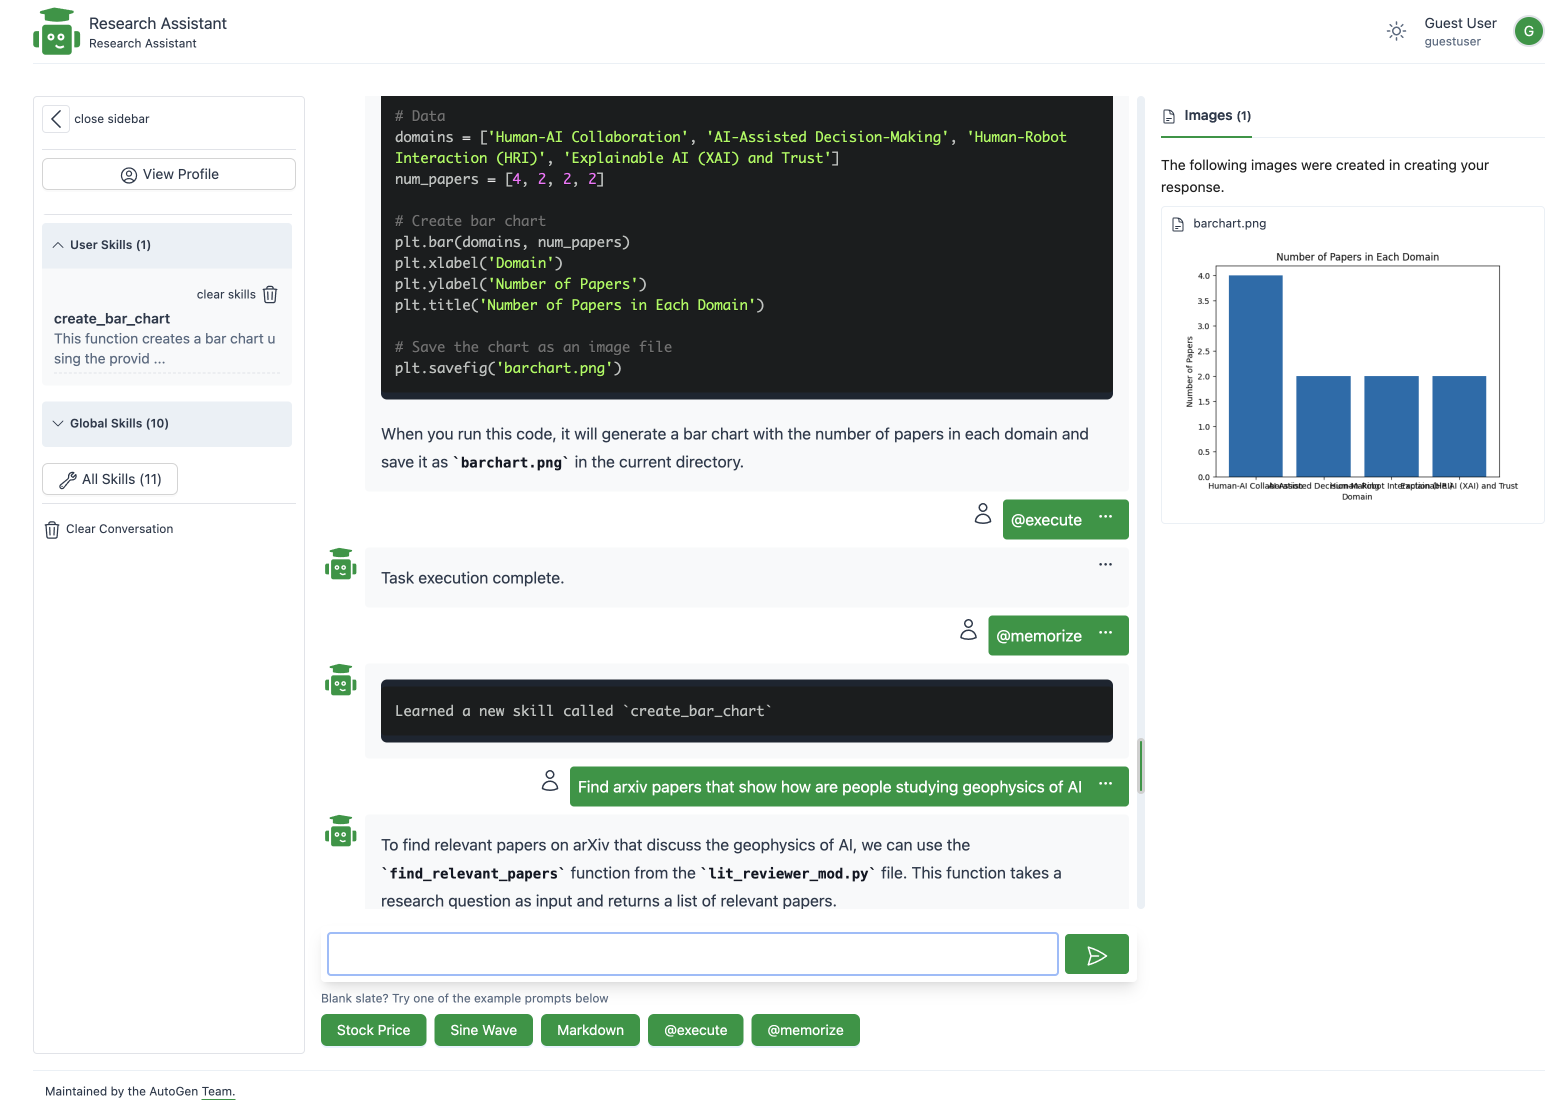 Research Assistant
Research Assistant
Guest User
guestuser
G
close sidebar
View Profile
User Skills (1)
clear skills
create_bar_chart
This function creates a bar chart u
sing the provid ...
Global Skills (10)
All Skills (11)
Clear Conversation
# Data
domains = ['Human-AI Collaboration', 'AI-Assisted Decision-Making', 'Human-Robot
Interaction (HRI)', 'Explainable AI (XAI) and Trust']
num_papers = [4, 2, 2, 2]
# Create bar chart
plt.bar(domains, num_papers)
plt.xlabel('Domain')
plt.ylabel('Number of Papers')
plt.title('Number of Papers in Each Domain')
# Save the chart as an image file
plt.savefig('barchart.png')
When you run this code, it will generate a bar chart with the number of papers in each domain and
save it as `barchart.png` in the current directory.
@execute ...
Task execution complete.
...
@memorize ...
Learned a new skill called `create_bar_chart`
Find arxiv papers that show how are people studying geophysics of AI ...
To find relevant papers on arXiv that discuss the geophysics of AI, we can use the
`find_relevant_papers` function from the `lit_reviewer_mod.py` file. This function takes a
research question as input and returns a list of relevant papers.
Blank slate? Try one of the example prompts below
Stock Price
Sine Wave
Markdown
@execute
@memorize
Images (1)
The following images were created in creating your
response.
barchart.png
Number of Papers in Each Domain
Number of Papers
4.0
3.5
3.0
2.5
2.0
1.5
1.0
0.5
0.0
Human-AI
(XAI) and Trust
Domain
Maintained by the AutoGen Team.